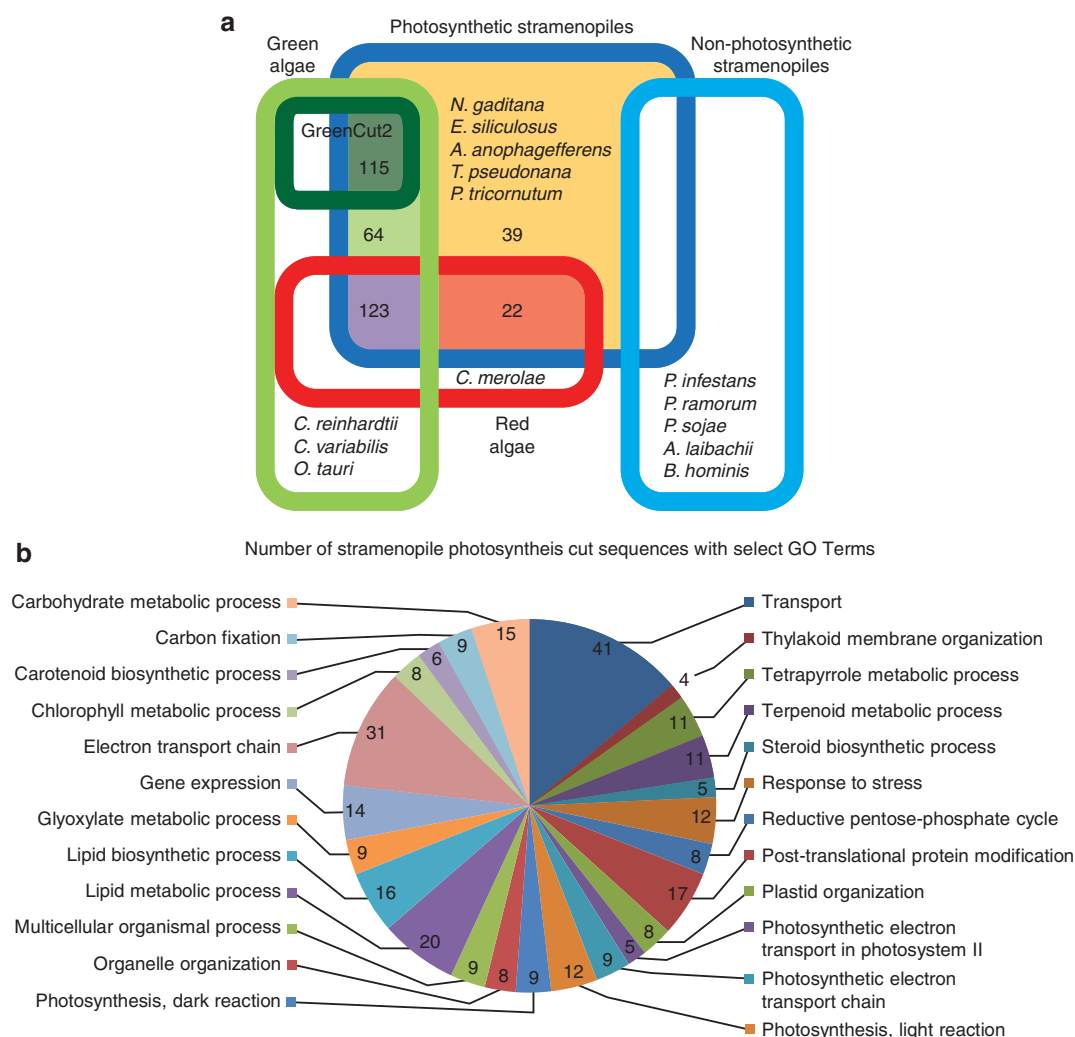 a
Photosynthetic stramenopiles
Green
algae
Non-photosynthetic
stramenopiles
N. gaditana
E. siliculosus
A. anophagefferens
T. pseudonana
P. tricornutum
GreenCut2
115
64
39
123
22
C. merolae
C. reinhardtii
C. variabilis
O. tauri
Red
algae
P. infestans
P. ramorum
P. sojae
A. laibachii
B. hominis
b
Number of stramenopile photosyntheis cut sequences with select GO Terms
Carbohydrate metabolic process
Carbon fixation
Carotenoid biosynthetic process
Chlorophyll metabolic process
Electron transport chain
Gene expression
Glyoxylate metabolic process
Lipid biosynthetic process
Lipid metabolic process
Multicellular organismal process
Organelle organization
Photosynthesis, dark reaction
15
9
6
8
31
14
9
16
20
9
8
9
41
4
11
11
5
12
8
17
8
5
9
12
Transport
Thylakoid membrane organization
Tetrapyrrole metabolic process
Terpenoid metabolic process
Steroid biosynthetic process
Response to stress
Reductive pentose-phosphate cycle
Post-translational protein modification
Plastid organization
Photosynthetic electron
transport in photosystem II
Photosynthetic electron
transport chain
Photosynthesis, light reaction